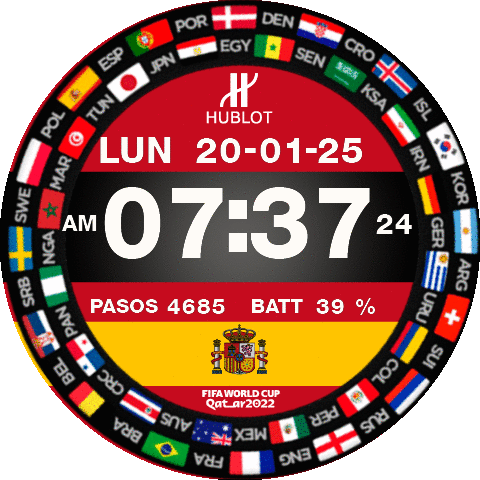 HUBLOT
LUN 20-01-25
AM 07:37 24
PASOS 4685 BATT 39 %
FIFA WORLD CUP
Qatar2022
POR
DEN
CRO
ISL
KOR
ARG
SUI
RUS
PER
ENG
FRA
BRA
BEL
SRB
SWE
POL
ESP
EGY
SEN
KSA
IRN
GER
URU
COL
MEX
AUS
CRC
PAN
NGA
MAR
TUN
JPN